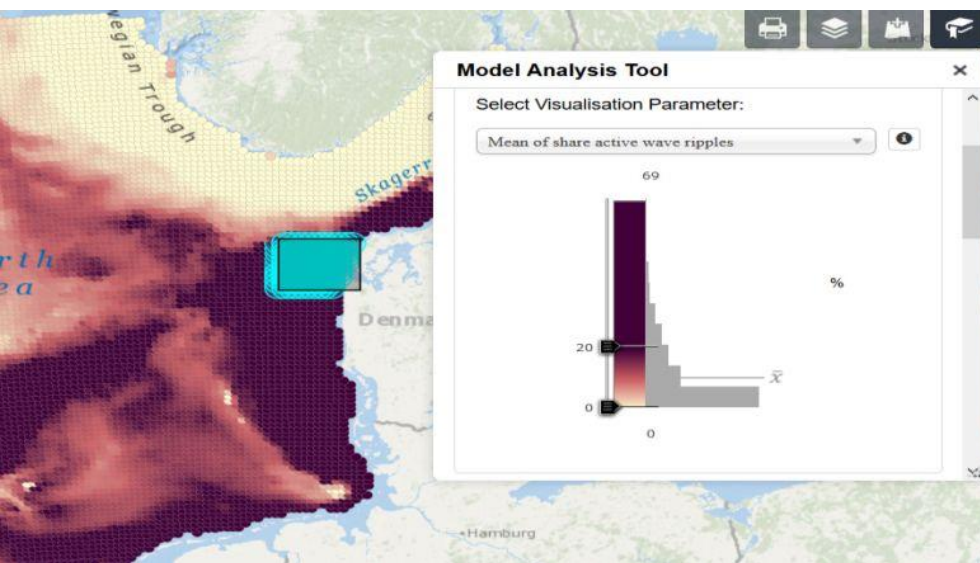 wegian Trough
Skagerr
rth
ea
Denma
Hamburg
Model Analysis Tool
×
Select Visualisation Parameter:
Mean of share active wave ripples
69
%
20
x̄
0
0